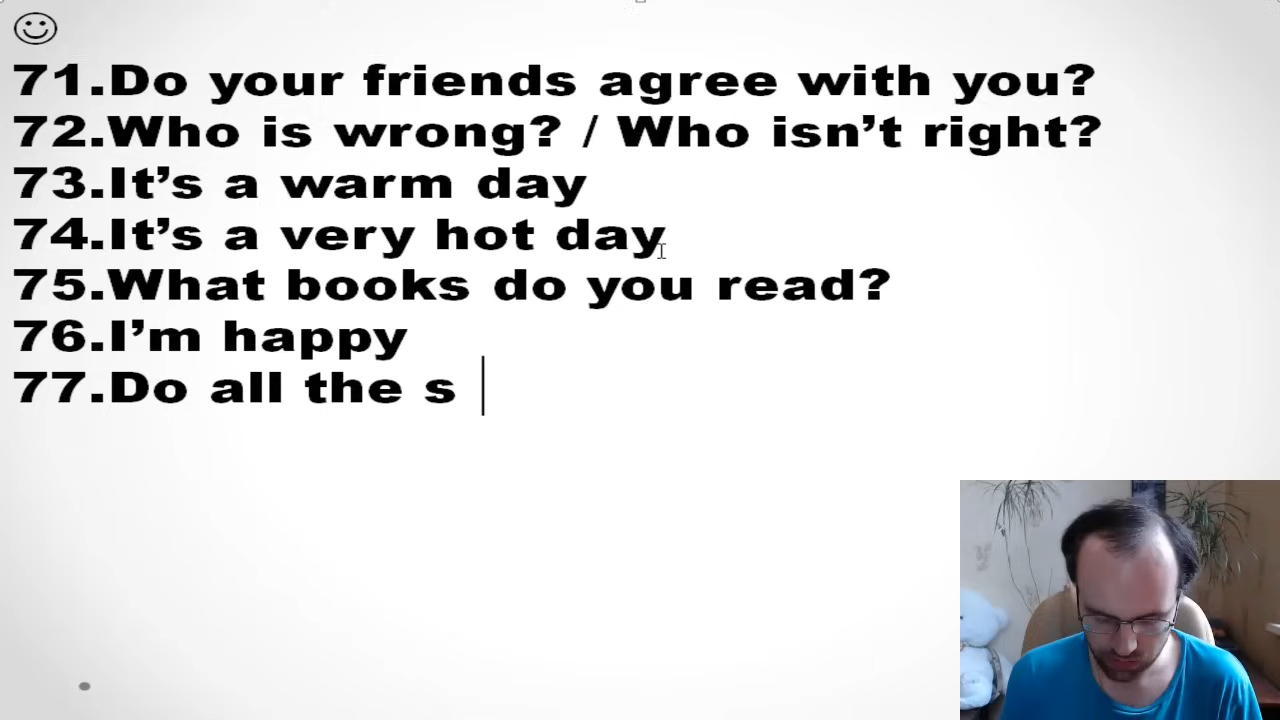 71.Do your friends agree with you?
72.Who is wrong? / Who isn’t right?
73.It’s a warm day
74.It’s a very hot day
75.What books do you read?
76.I’m happy
77.Do all the s